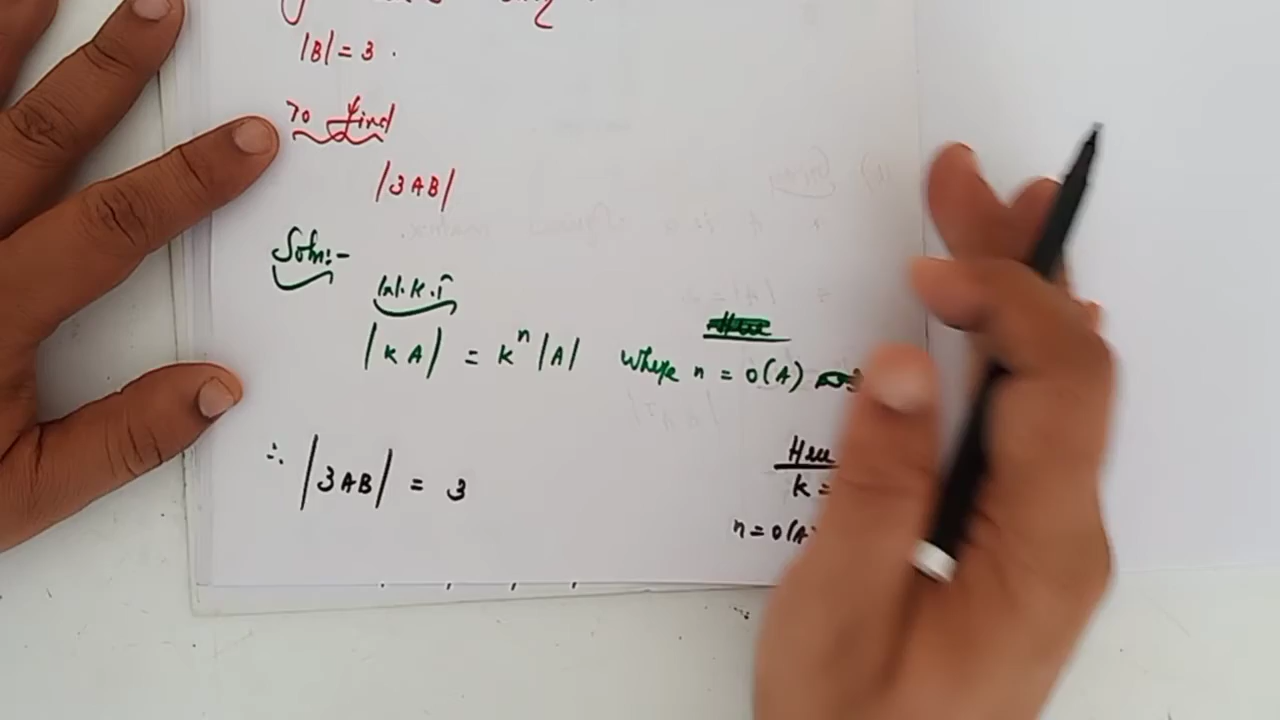 |B| = 3 .
To find
|3AB|
Soln:-
W.K.T
|kA| = kⁿ |A| where n = o(A)
Here
∴ |3AB| = 3
k =
n = o(A